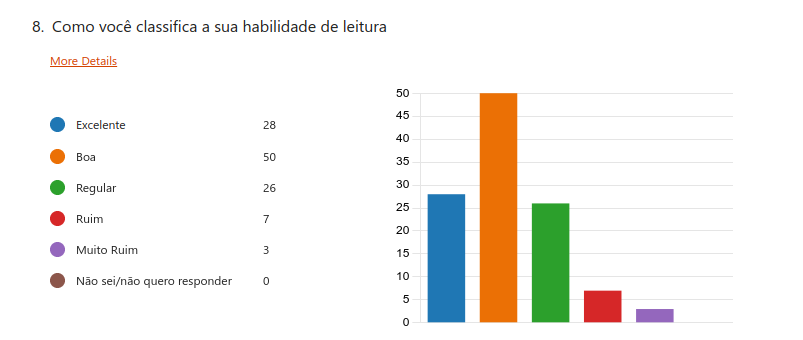 8. Como você classifica a sua habilidade de leitura
More Details
Excelente 28
Boa 50
Regular 26
Ruim 7
Muito Ruim 3
Não sei/não quero responder 0
50
45
40
35
30
25
20
15
10
5
0